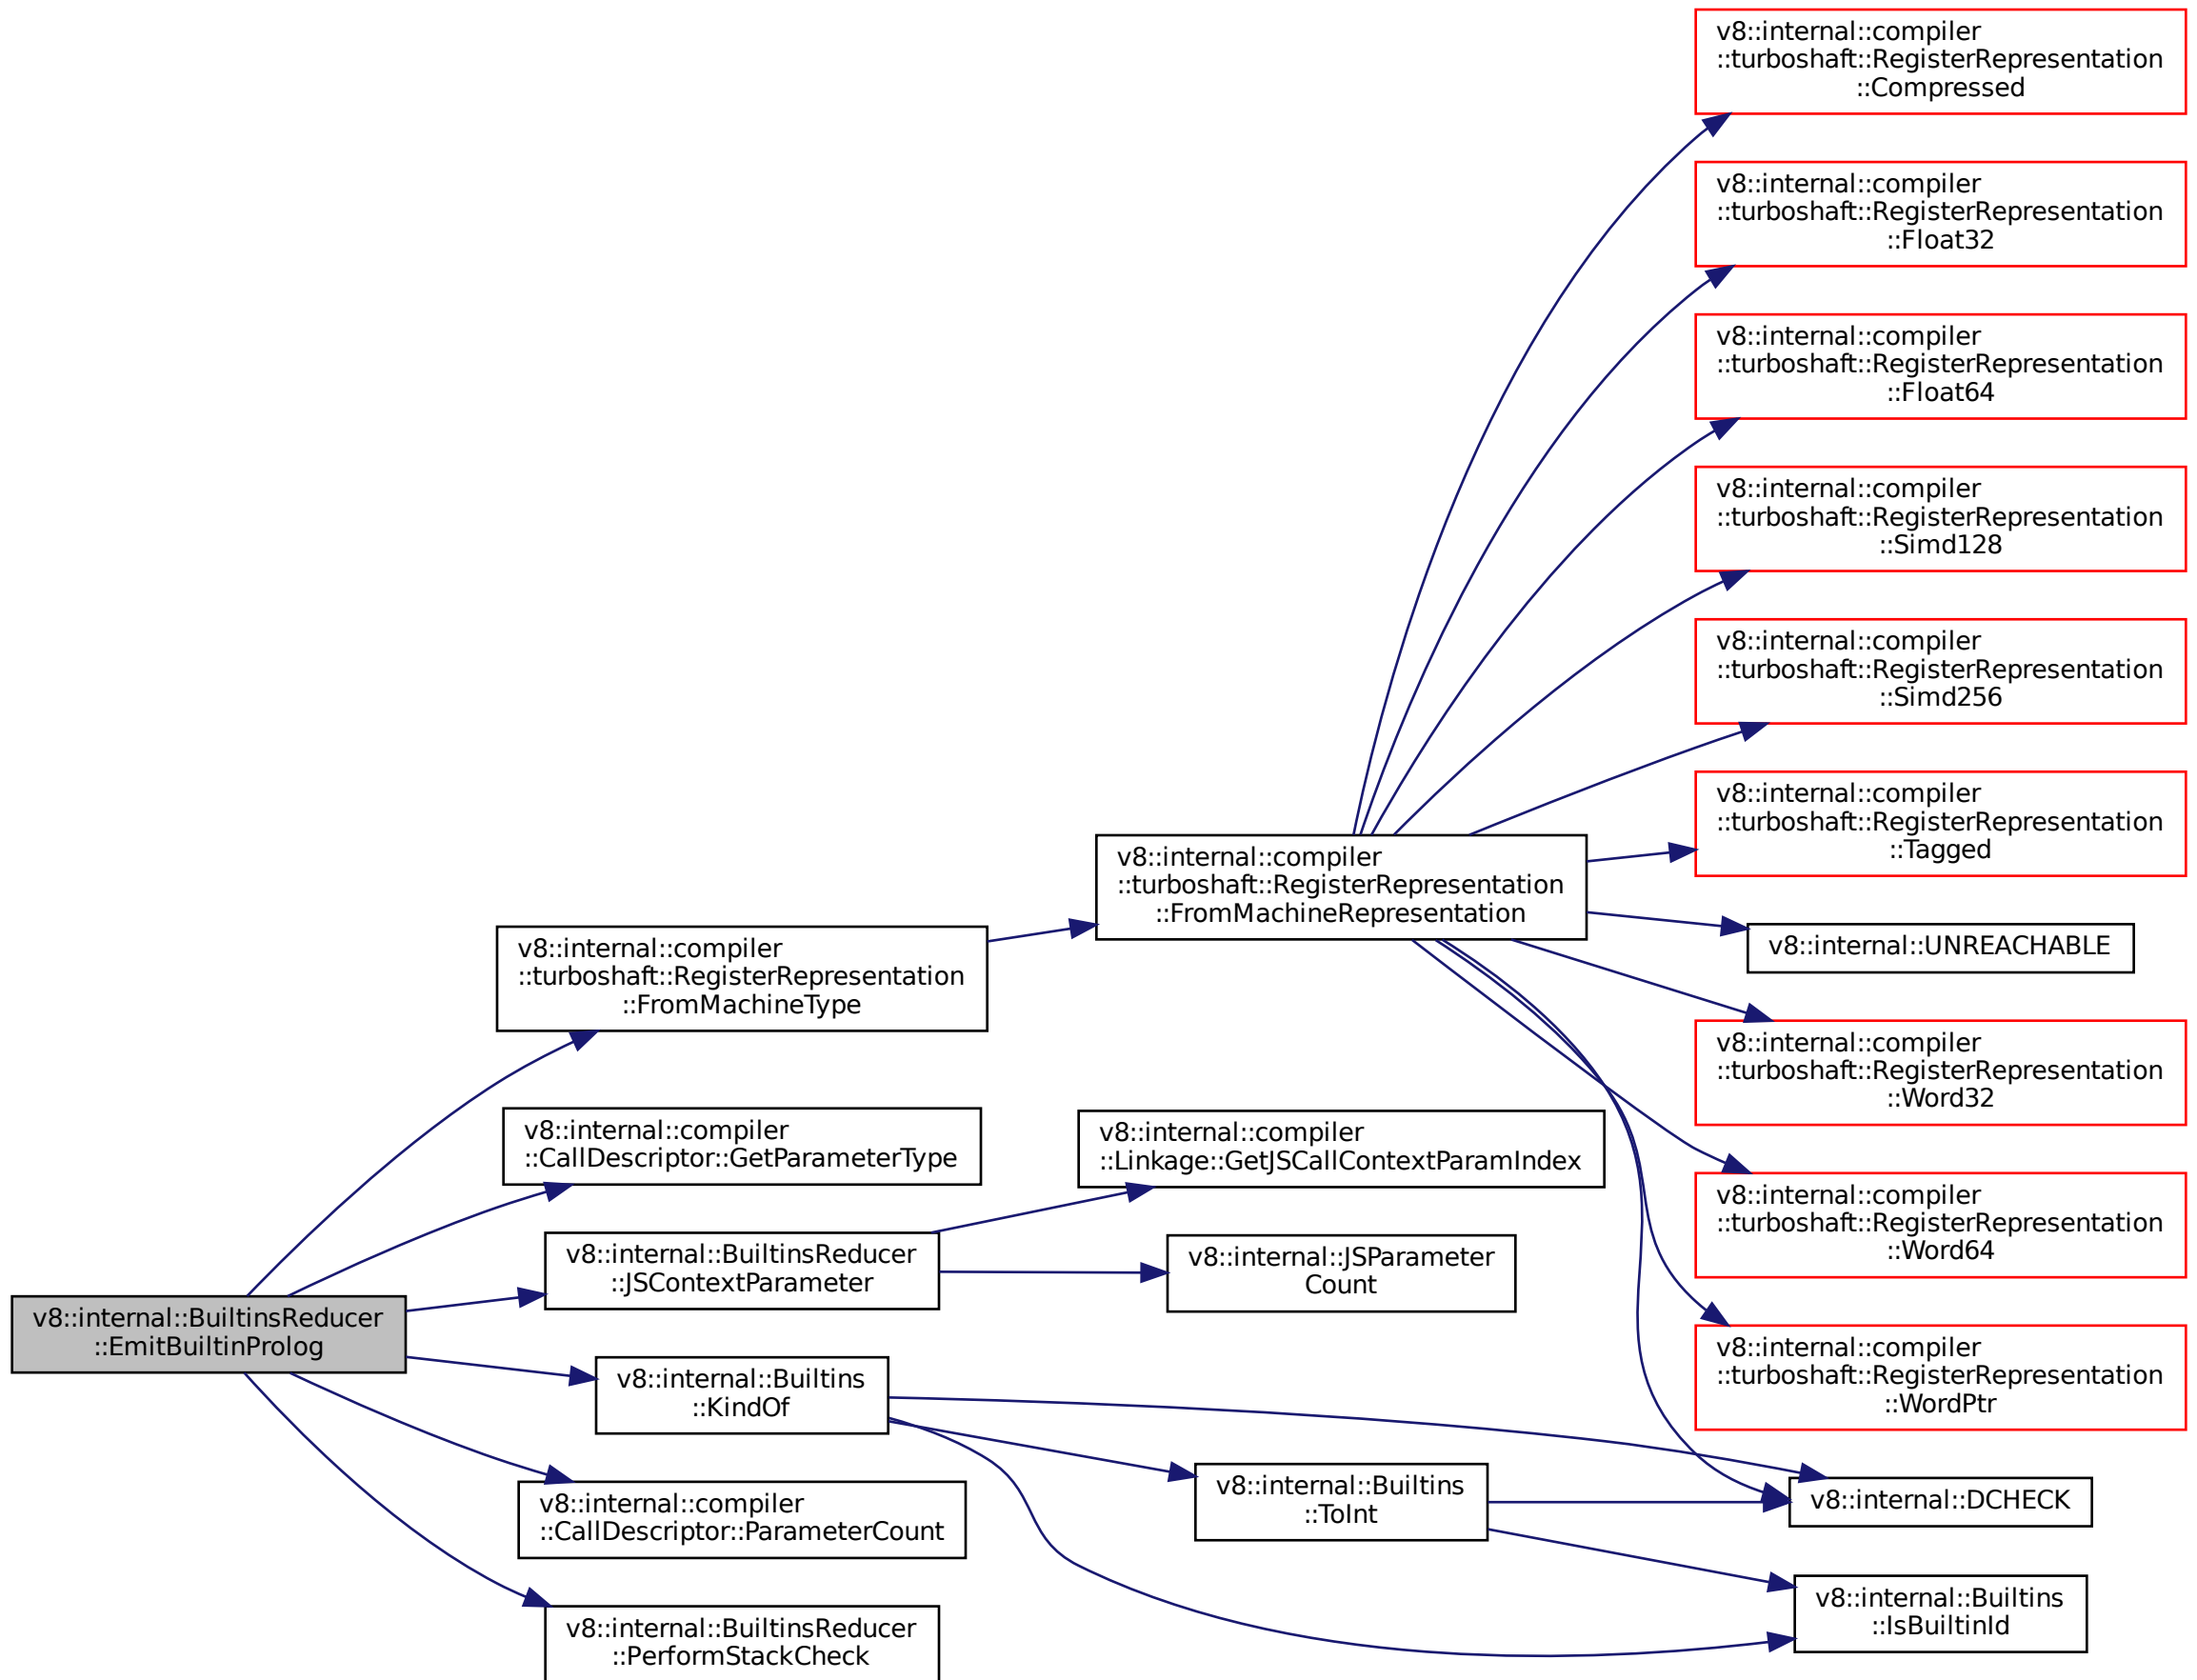 v8::internal::compiler
::turboshaft::RegisterRepresentation
::Compressed
v8::internal::compiler
::turboshaft::RegisterRepresentation
::Float32
v8::internal::compiler
::turboshaft::RegisterRepresentation
::Float64
v8::internal::compiler
::turboshaft::RegisterRepresentation
::Simd128
v8::internal::compiler
::turboshaft::RegisterRepresentation
::Simd256
v8::internal::compiler
::turboshaft::RegisterRepresentation
::Tagged
v8::internal::compiler
::turboshaft::RegisterRepresentation
::FromMachineRepresentation
v8::internal::UNREACHABLE
v8::internal::compiler
::turboshaft::RegisterRepresentation
::FromMachineType
v8::internal::compiler
::turboshaft::RegisterRepresentation
::Word32
v8::internal::compiler
::CallDescriptor::GetParameterType
v8::internal::compiler
::Linkage::GetJSCallContextParamIndex
v8::internal::compiler
::turboshaft::RegisterRepresentation
::Word64
v8::internal::BuiltinsReducer
::JSContextParameter
v8::internal::JSParameter
Count
v8::internal::BuiltinsReducer
::EmitBuiltinProlog
v8::internal::compiler
::turboshaft::RegisterRepresentation
::WordPtr
v8::internal::Builtins
::KindOf
v8::internal::Builtins
::ToInt
v8::internal::DCHECK
v8::internal::compiler
::CallDescriptor::ParameterCount
v8::internal::Builtins
::IsBuiltinId
v8::internal::BuiltinsReducer
::PerformStackCheck